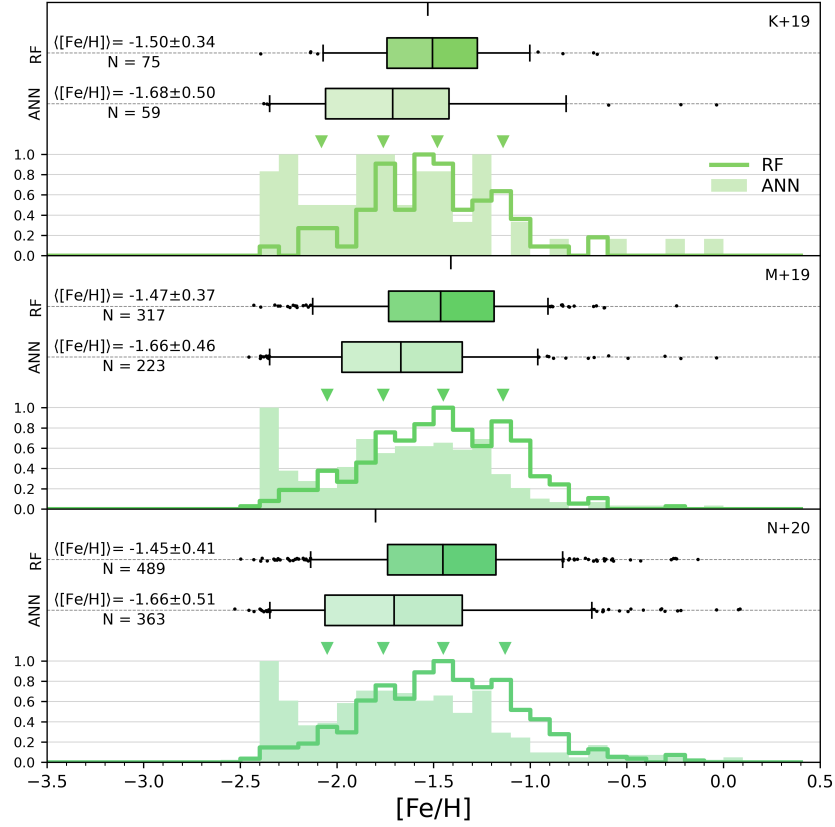 K+19
RF
⟨[Fe/H]⟩= -1.50±0.34
N = 75
ANN
⟨[Fe/H]⟩= -1.68±0.50
N = 59
1.0
0.8
0.6
0.4
0.2
0.0
RF
ANN
M+19
RF
⟨[Fe/H]⟩= -1.47±0.37
N = 317
ANN
⟨[Fe/H]⟩= -1.66±0.46
N = 223
1.0
0.8
0.6
0.4
0.2
0.0
N+20
RF
⟨[Fe/H]⟩= -1.45±0.41
N = 489
ANN
⟨[Fe/H]⟩= -1.66±0.51
N = 363
1.0
0.8
0.6
0.4
0.2
0.0
−3.5 −3.0 −2.5 −2.0 −1.5 −1.0 −0.5 0.0 0.5
[Fe/H]